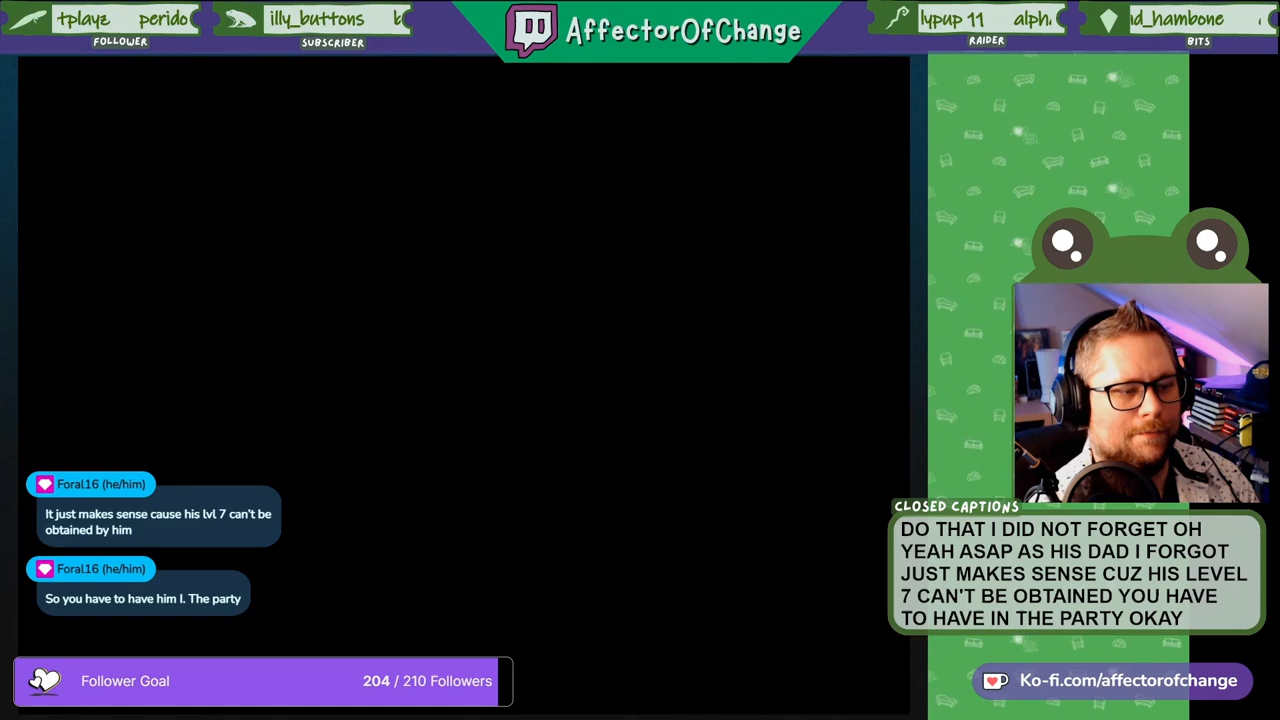 tplayz perido
FOLLOWER
illy_buttons b
SUBSCRIBER
AffectorOfChange
lypup 11 alph
RAIDER
d_hambone
BITS
Foral16 (he/him)
It just makes sense cause his lvl 7 can't be
obtained by him
Foral16 (he/him)
So you have to have him I. The party
Follower Goal
204 / 210 Followers
CLOSED CAPTIONS
DO THAT I DID NOT FORGET OH
YEAH ASAP AS HIS DAD I FORGOT
JUST MAKES SENSE CUZ HIS LEVEL
7 CAN'T BE OBTAINED YOU HAVE
TO HAVE IN THE PARTY OKAY
Ko-fi.com/affectorofchange